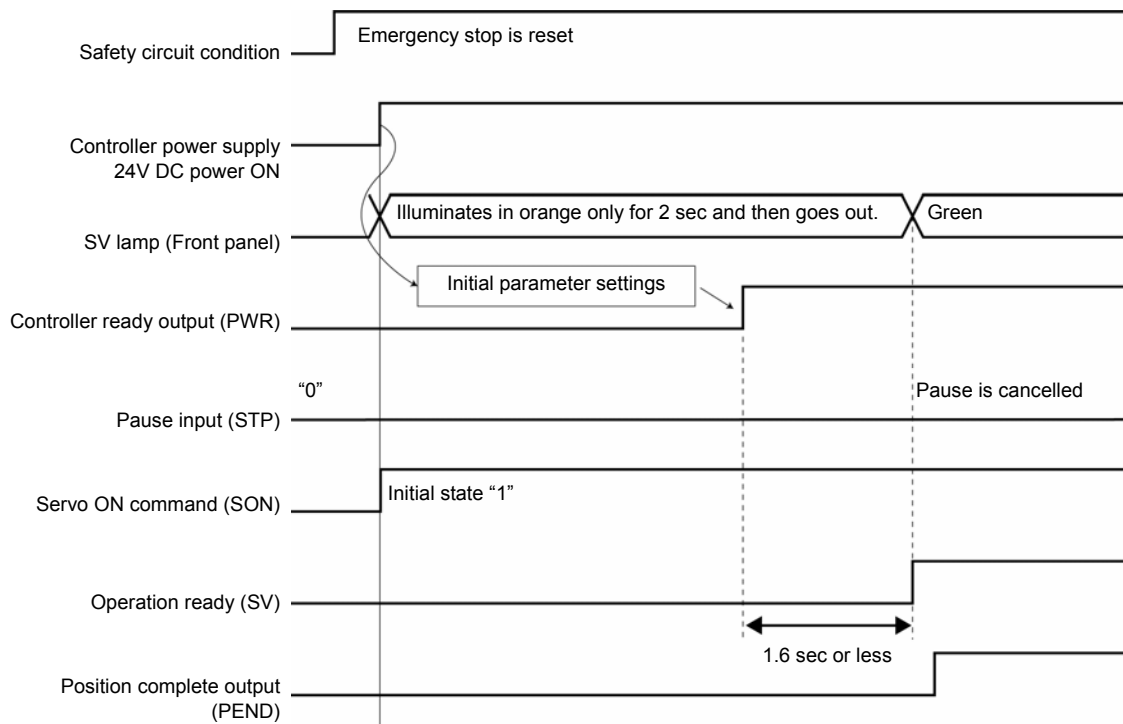 Safety circuit condition
Emergency stop is reset
Controller power supply
24V DC power ON
SV lamp (Front panel)
Illuminates in orange only for 2 sec and then goes out.
Green
Initial parameter settings
Controller ready output (PWR)
“0”
Pause is cancelled
Pause input (STP)
Initial state “1”
Servo ON command (SON)
Operation ready (SV)
1.6 sec or less
Position complete output
(PEND)